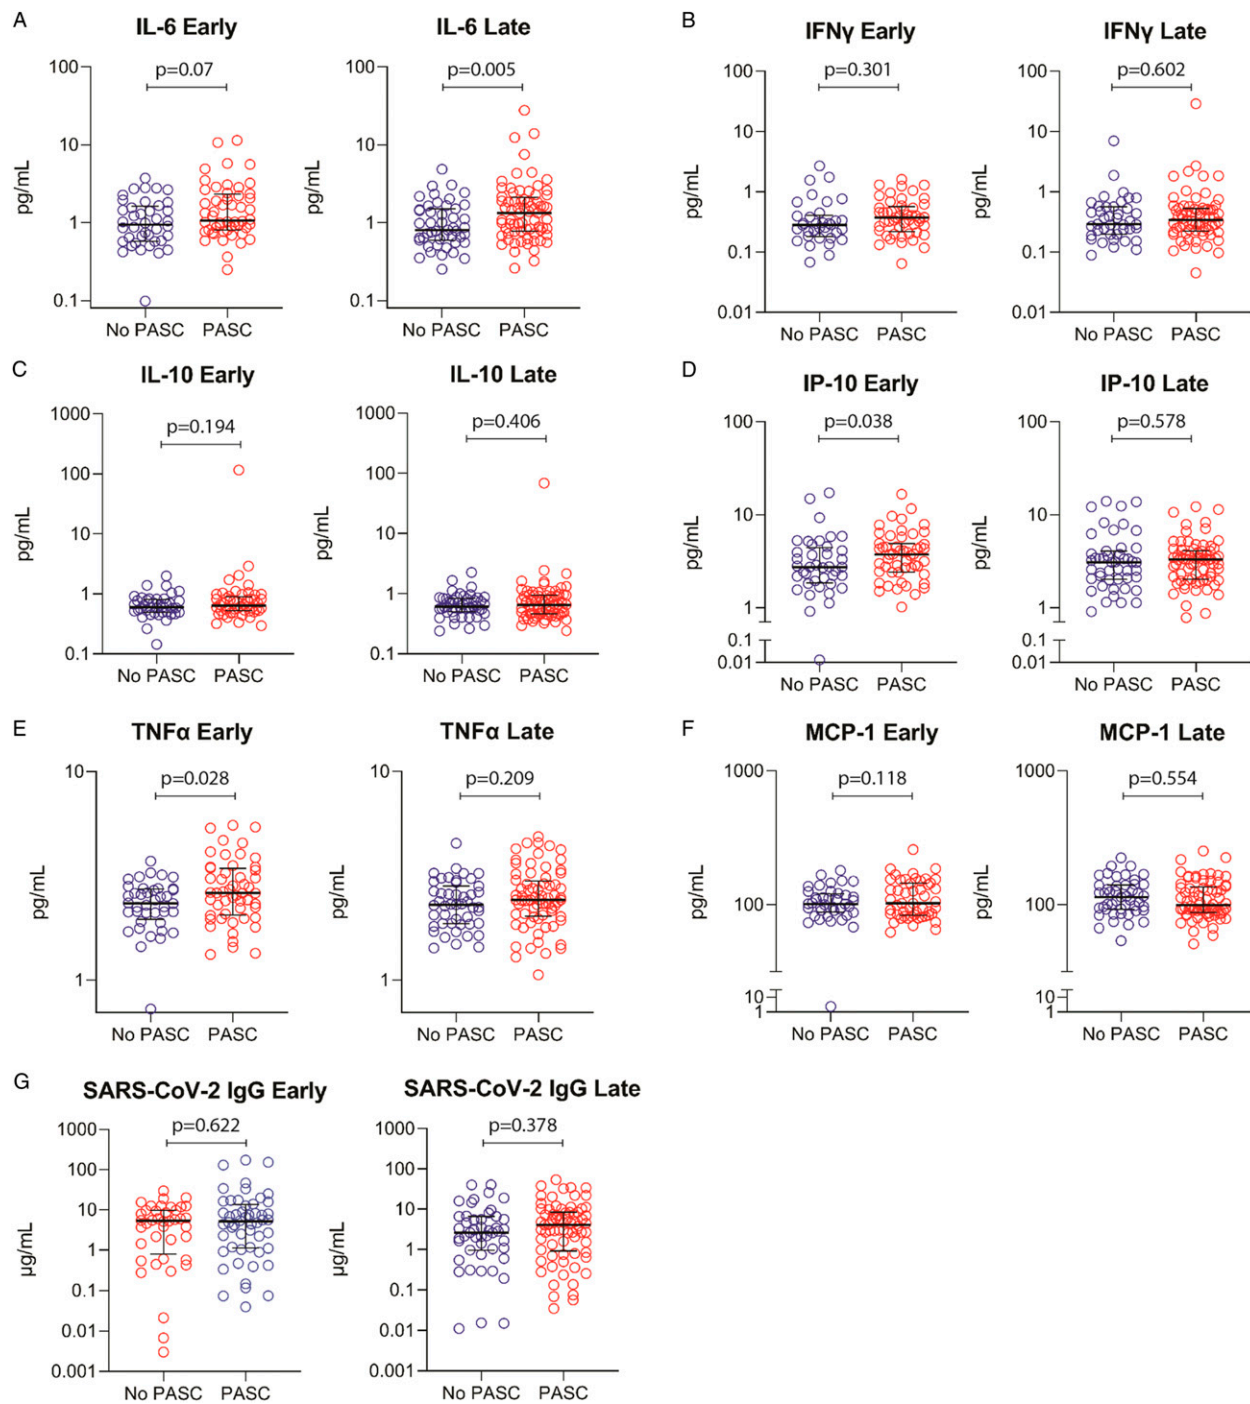 A
IL-6 Early
p=0.07
pg/mL
100
10
1
0.1
No PASC
PASC
IL-6 Late
p=0.005
pg/mL
100
10
1
0.1
No PASC
PASC
B
IFNγ Early
p=0.301
pg/mL
100
10
1
0.1
0.01
No PASC
PASC
IFNγ Late
p=0.602
pg/mL
100
10
1
0.1
0.01
No PASC
PASC
C
IL-10 Early
p=0.194
pg/mL
1000
100
10
1
0.1
No PASC
PASC
IL-10 Late
p=0.406
pg/mL
1000
100
10
1
0.1
No PASC
PASC
D
IP-10 Early
p=0.038
pg/mL
100
10
1
0.1
0.01
No PASC
PASC
IP-10 Late
p=0.578
pg/mL
100
10
1
0.1
0.01
No PASC
PASC
E
TNFα Early
p=0.028
pg/mL
10
1
No PASC
PASC
TNFα Late
p=0.209
pg/mL
10
1
No PASC
PASC
F
MCP-1 Early
p=0.118
pg/mL
1000
100
10
1
No PASC
PASC
MCP-1 Late
p=0.554
pg/mL
1000
100
10
1
No PASC
PASC
G
SARS-CoV-2 IgG Early
p=0.622
µg/mL
1000
100
10
1
0.1
0.01
0.001
No PASC
PASC
SARS-CoV-2 IgG Late
p=0.378
µg/mL
1000
100
10
1
0.1
0.01
0.001
No PASC
PASC